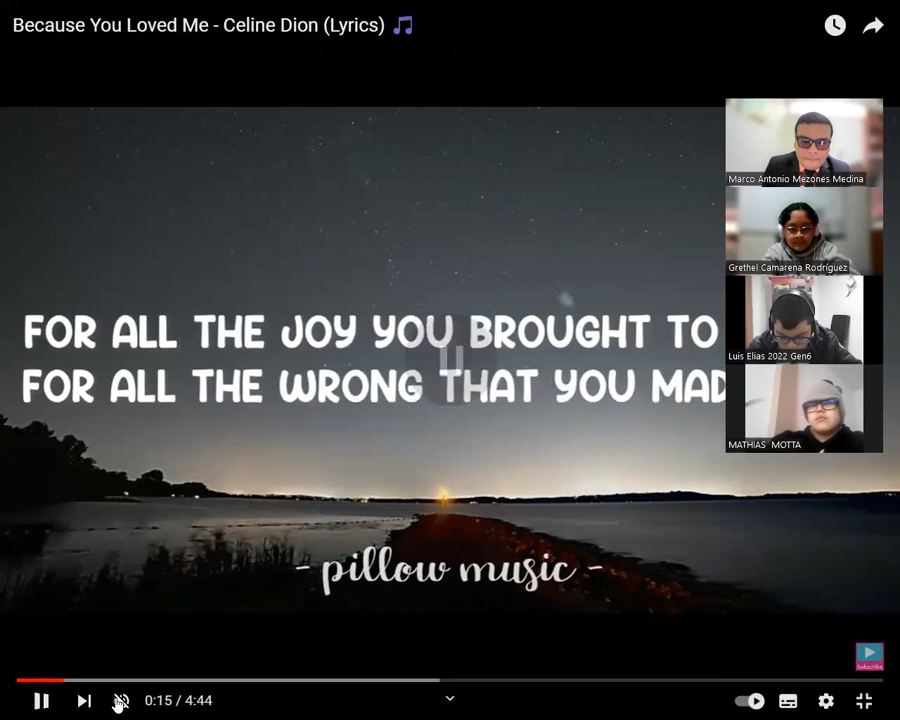 Because You Loved Me - Celine Dion (Lyrics)
Marco Antonio Mezones Medina
Grethel Camarena Rodríguez
FOR ALL THE JOY YOU BROUGHT TO
Luis Elias 2022 Gen6
FOR ALL THE WRONG THAT YOU MAD
MATHIAS MOTTA
- pillow music -
Subscribe
0:15 / 4:44